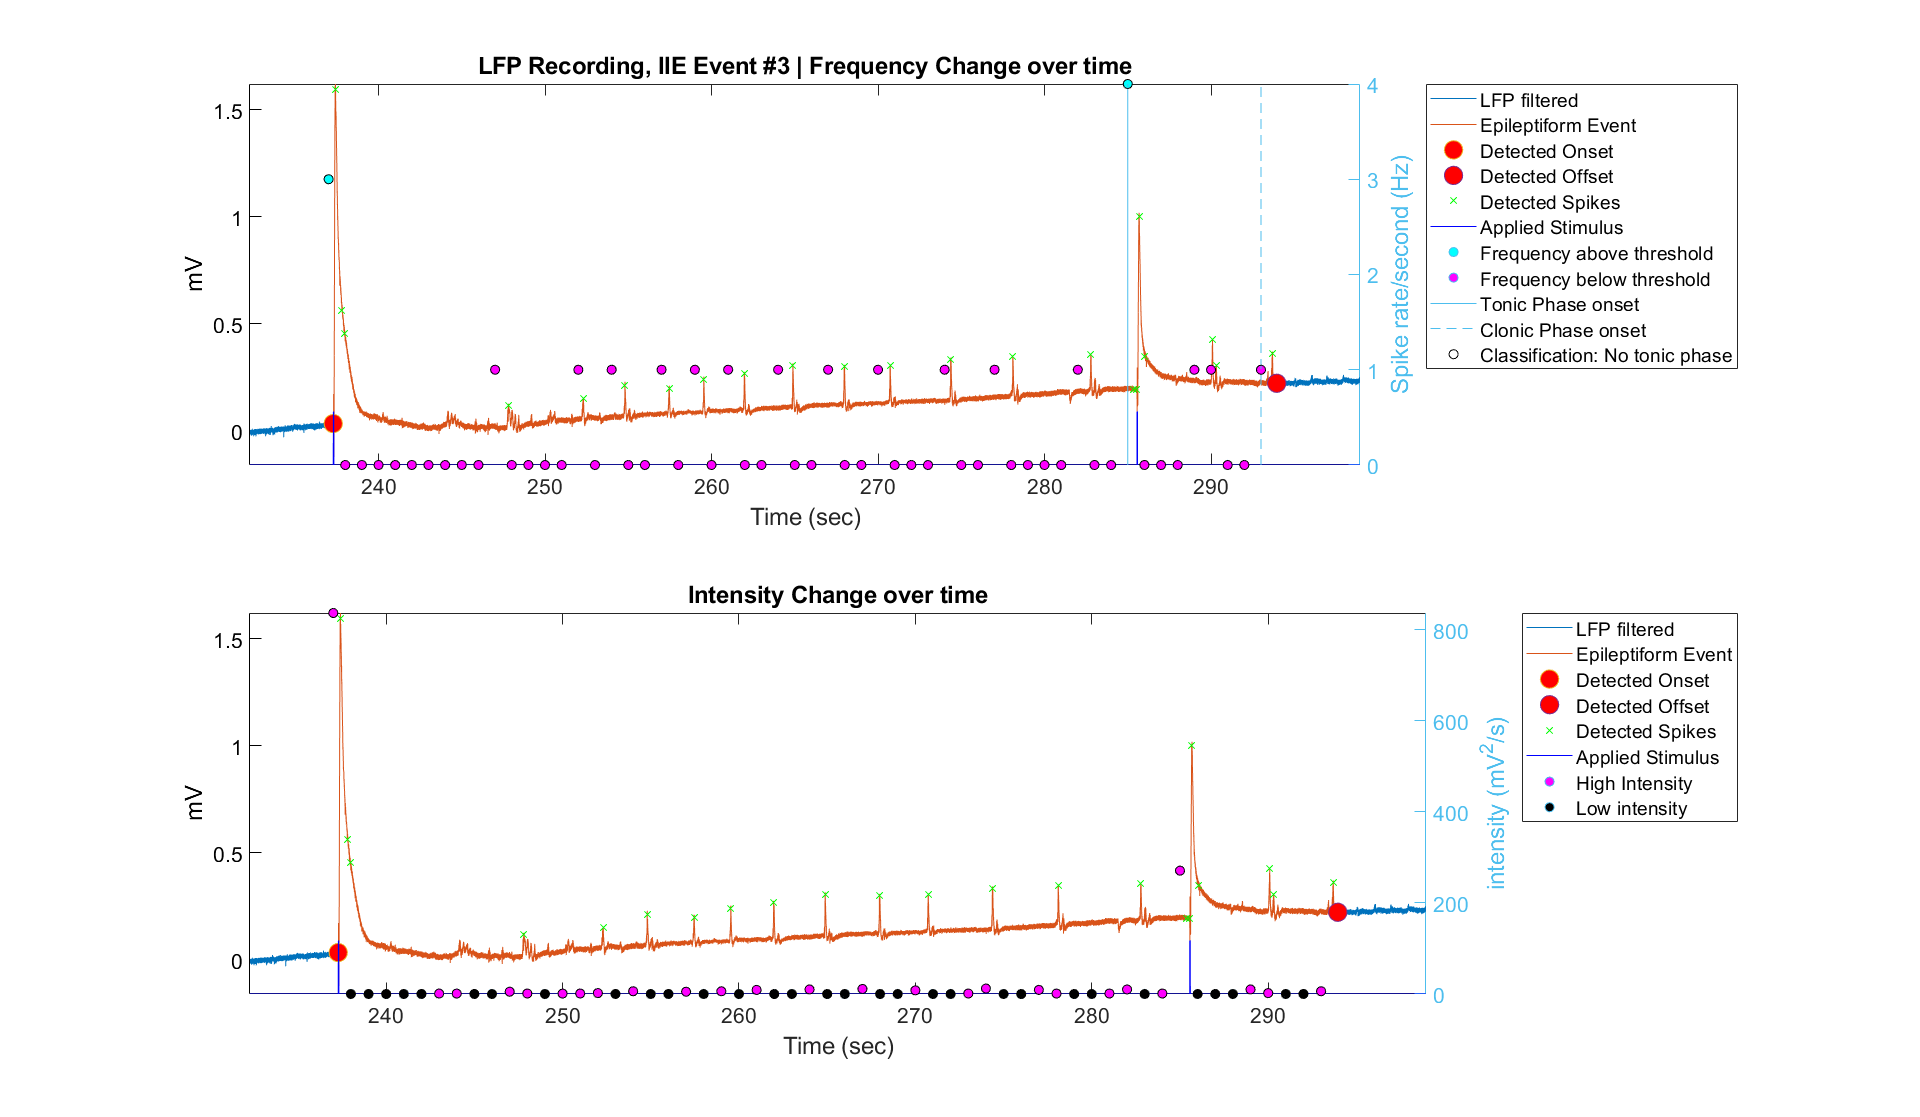 LFP Recording, IIE Event #3 | Frequency Change over time
1.5
1
0.5
0
mV
4
3
2
1
0
Spike rate/second (Hz)
240
250
260
270
280
290
Time (sec)
LFP filtered
Epileptiform Event
Detected Onset
Detected Offset
Detected Spikes
Applied Stimulus
Frequency above threshold
Frequency below threshold
Tonic Phase onset
Clonic Phase onset
Classification: No tonic phase
Intensity Change over time
1.5
1
0.5
0
mV
800
600
400
200
0
intensity (mV²/s)
240
250
260
270
280
290
Time (sec)
LFP filtered
Epileptiform Event
Detected Onset
Detected Offset
Detected Spikes
Applied Stimulus
High Intensity
Low intensity